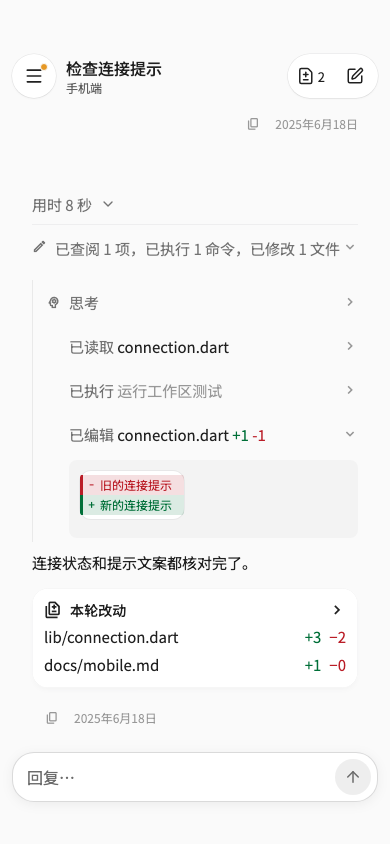 检查连接提示
手机端
2
2025年6月18日
用时 8 秒
已查阅 1 项，已执行 1 命令，已修改 1 文件
思考
已读取 connection.dart
已执行 运行工作区测试
已编辑 connection.dart +1 -1
- 旧的连接提示
+ 新的连接提示
连接状态和提示文案都核对完了。
本轮改动
lib/connection.dart +3 −2
docs/mobile.md +1 −0
2025年6月18日
回复…